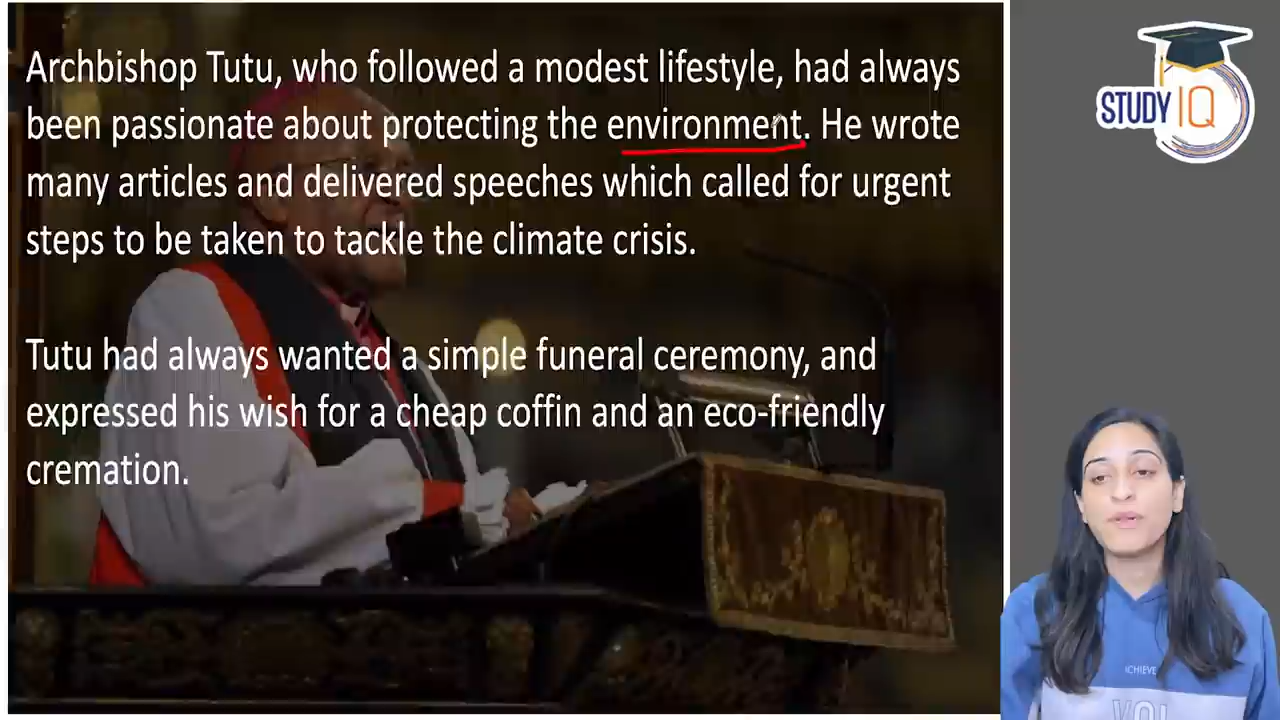 Archbishop Tutu, who followed a modest lifestyle, had always
been passionate about protecting the environment. He wrote
many articles and delivered speeches which called for urgent
steps to be taken to tackle the climate crisis.
Tutu had always wanted a simple funeral ceremony, and
expressed his wish for a cheap coffin and an eco-friendly
cremation.
STUDY IQ
ACHIEVE